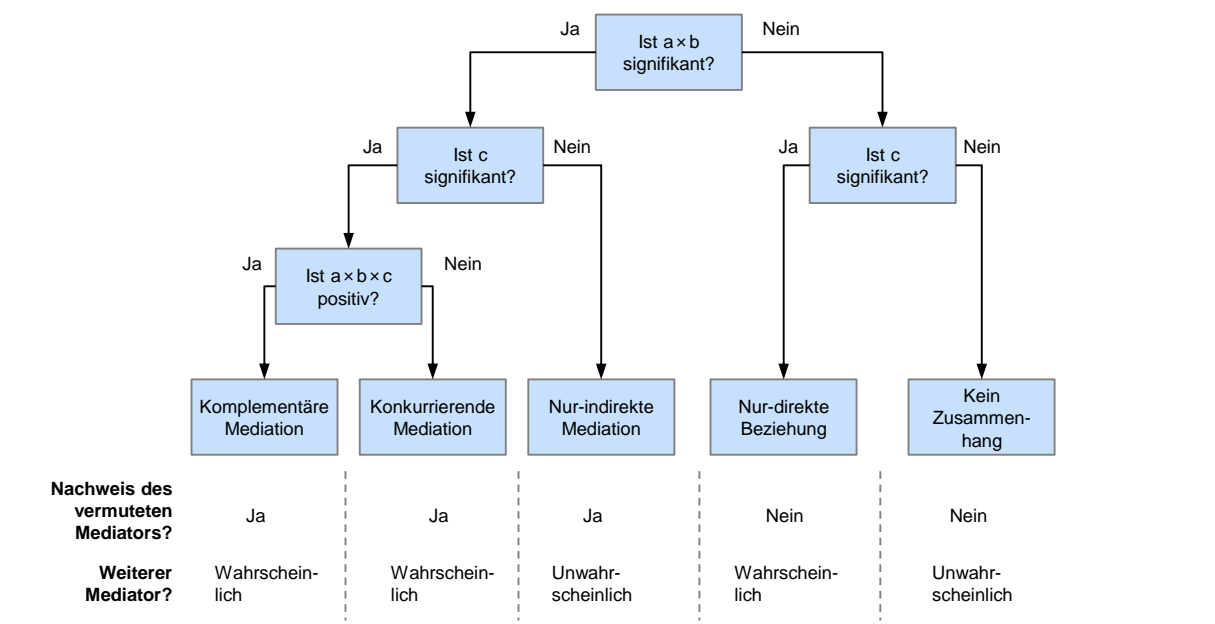 Ja
Ist a×b
signifikant?
Nein
Ja
Ist c
signifikant?
Nein
Ja
Ist c
signifikant?
Nein
Ja
Ist a×b×c
positiv?
Nein
Komplementäre
Mediation
Konkurrierende
Mediation
Nur-indirekte
Mediation
Nur-direkte
Beziehung
Kein
Zusammen-
hang
Nachweis des
vermuteten
Mediators?
Ja
Ja
Ja
Nein
Nein
Weiterer
Mediator?
Wahrschein-
lich
Wahrschein-
lich
Unwahr-
scheinlich
Wahrschein-
lich
Unwahr-
scheinlich